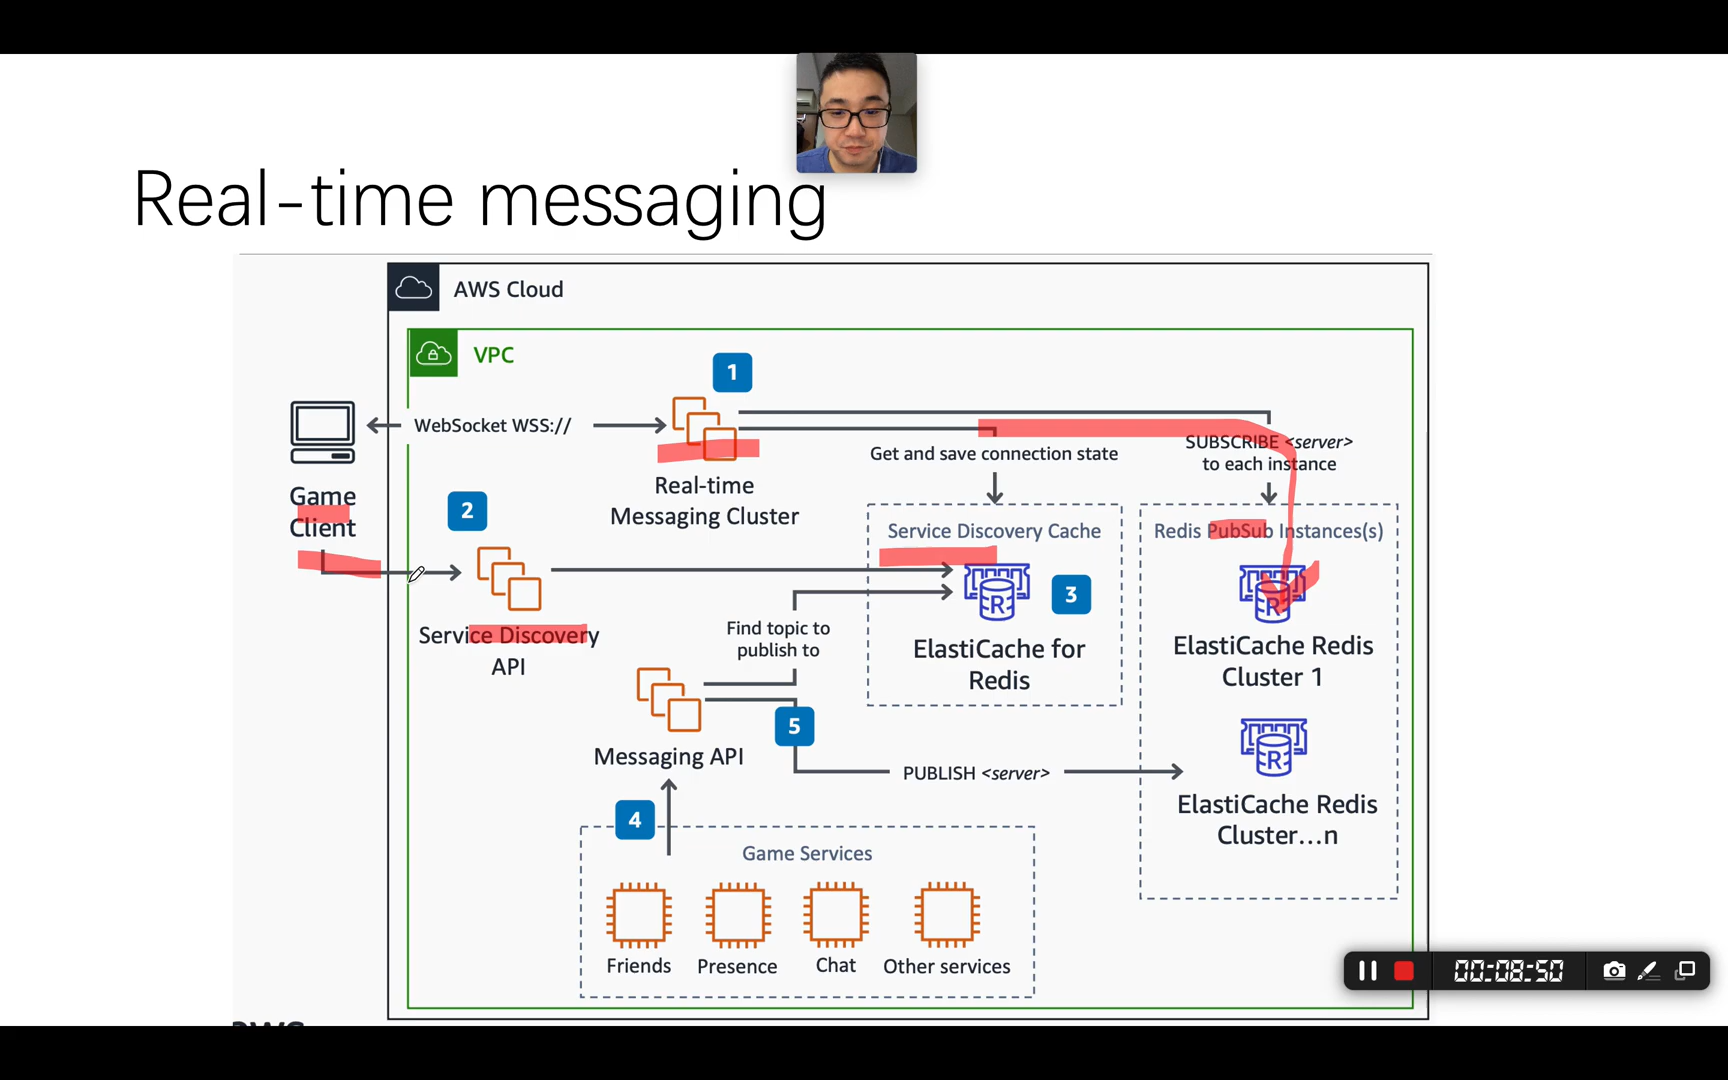 Real-time messaging
AWS Cloud
VPC
1
WebSocket WSS://
Get and save connection state
SUBSCRIBE <server>
to each instance
Game
Client
2
Real-time
Messaging Cluster
Service Discovery Cache
Redis PubSub Instances(s)
3
Service Discovery
API
Find topic to
publish to
ElastiCache for
Redis
ElastiCache Redis
Cluster 1
5
Messaging API
PUBLISH <server>
ElastiCache Redis
Cluster...n
4
Game Services
Friends
Presence
Chat
Other services
00:08:50